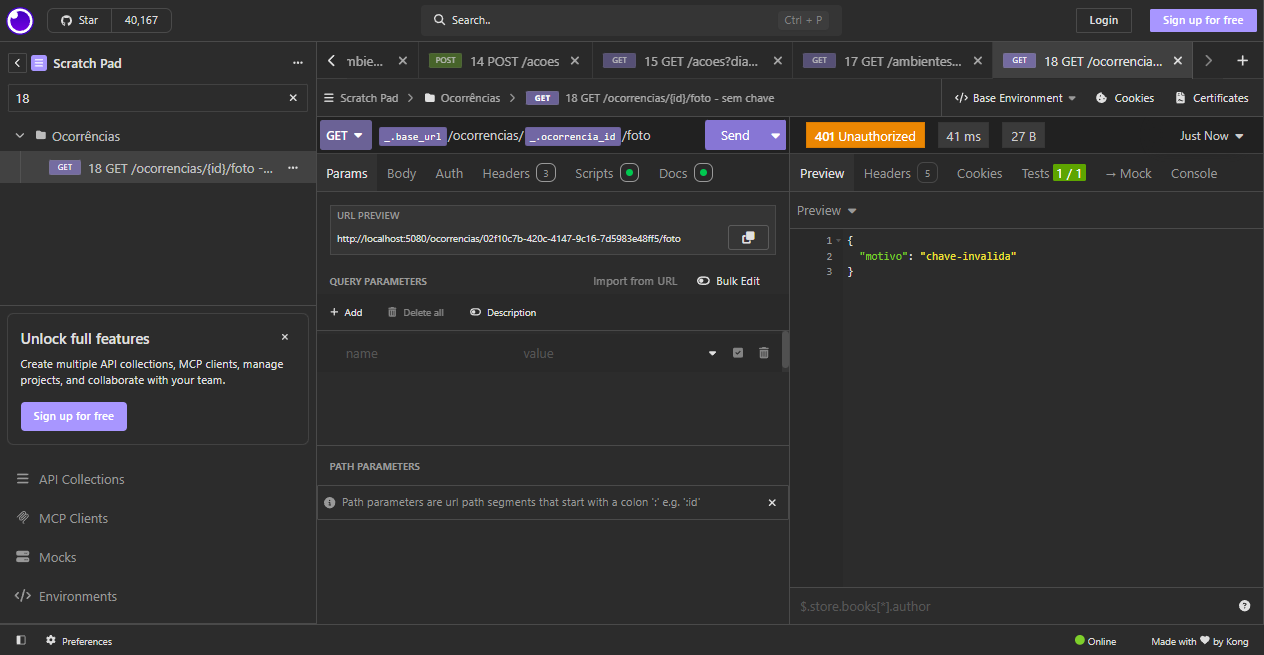 Star 40,167
Search..
Ctrl + P
Login
Sign up for free
Scratch Pad
18
Ocorrências
GET 18 GET /ocorrencias/{id}/foto -...
Unlock full features
Create multiple API collections, MCP clients, manage
projects, and collaborate with your team.
Sign up for free
API Collections
MCP Clients
Mocks
Environments
Preferences
mbie...
POST 14 POST /acoes
GET 15 GET /acoes?dia...
GET 17 GET /ambientes...
GET 18 GET /ocorrencia...
Scratch Pad > Ocorrências > GET 18 GET /ocorrencias/{id}/foto - sem chave
Base Environment
Cookies
Certificates
GET _.base_url/ocorrencias/_.ocorrencia_id/foto
Send
Params Body Auth Headers 3 Scripts Docs
URL PREVIEW
http://localhost:5080/ocorrencias/02f10c7b-420c-4147-9c16-7d5983e48ff5/foto
QUERY PARAMETERS
Import from URL
Bulk Edit
+ Add
Delete all
Description
name
value
PATH PARAMETERS
Path parameters are url path segments that start with a colon ':' e.g. ':id'
401 Unauthorized
41 ms
27 B
Just Now
Preview Headers 5 Cookies Tests 1 / 1 → Mock Console
Preview
1 {
2 "motivo": "chave-invalida"
3 }
$.store.books[*].author
Online
Made with ♥ by Kong